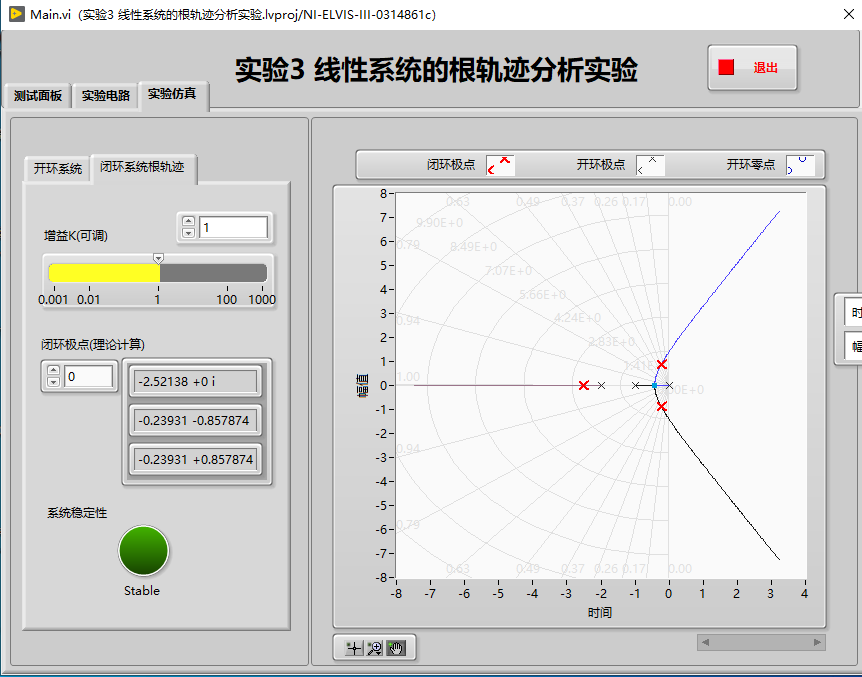 Main.vi（实验3 线性系统的根轨迹分析实验.lvproj/NI-ELVIS-III-0314861c）
实验3 线性系统的根轨迹分析实验
退出
测试面板 实验电路 实验仿真
开环系统 闭环系统根轨迹
增益K(可调)
1
0.001 0.01 1 100 1000
闭环极点(理论计算)
0
-2.52138 +0 i
-0.23931 -0.857874
-0.23931 +0.857874
系统稳定性
Stable
闭环极点 开环极点 开环零点
幅值
8
7
6
5
4
3
2
1
0
-1
-2
-3
-4
-5
-6
-7
-8
0.63 0.49 0.37 0.26 0.17 0.00
9.90E+0
0.79
8.49E+0
7.07E+0
5.66E+0
0.94
4.24E+0
2.83E+0
1.00
0.94
0.79
0.63 0.49 0.37 0.26 0.17 0.00
-8 -7 -6 -5 -4 -3 -2 -1 0 1 2 3 4
时间
时
幅